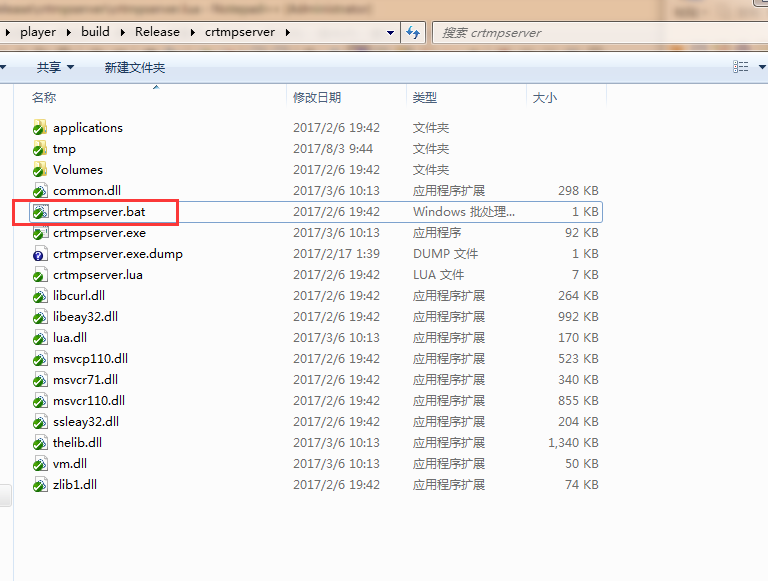 player build Release crtmpserver 搜索 crtmpserver
共享 新建文件夹
名称 修改日期 类型 大小
applications 2017/2/6 19:42 文件夹
tmp 2017/8/3 9:44 文件夹
Volumes 2017/2/6 19:42 文件夹
common.dll 2017/3/6 10:13 应用程序扩展 298 KB
crtmpserver.bat 2017/2/6 19:42 Windows 批处理... 1 KB
crtmpserver.exe 2017/3/6 10:13 应用程序 92 KB
crtmpserver.exe.dump 2017/2/17 1:39 DUMP 文件 1 KB
crtmpserver.lua 2017/2/6 19:42 LUA 文件 7 KB
libcurl.dll 2017/2/6 19:42 应用程序扩展 264 KB
libeay32.dll 2017/2/6 19:42 应用程序扩展 992 KB
lua.dll 2017/3/6 10:13 应用程序扩展 170 KB
msvcp110.dll 2017/2/6 19:42 应用程序扩展 523 KB
msvcr71.dll 2017/2/6 19:42 应用程序扩展 340 KB
msvcr110.dll 2017/2/6 19:42 应用程序扩展 855 KB
ssleay32.dll 2017/2/6 19:42 应用程序扩展 204 KB
thelib.dll 2017/3/6 10:13 应用程序扩展 1,340 KB
vm.dll 2017/3/6 10:13 应用程序扩展 50 KB
zlib1.dll 2017/2/6 19:42 应用程序扩展 74 KB